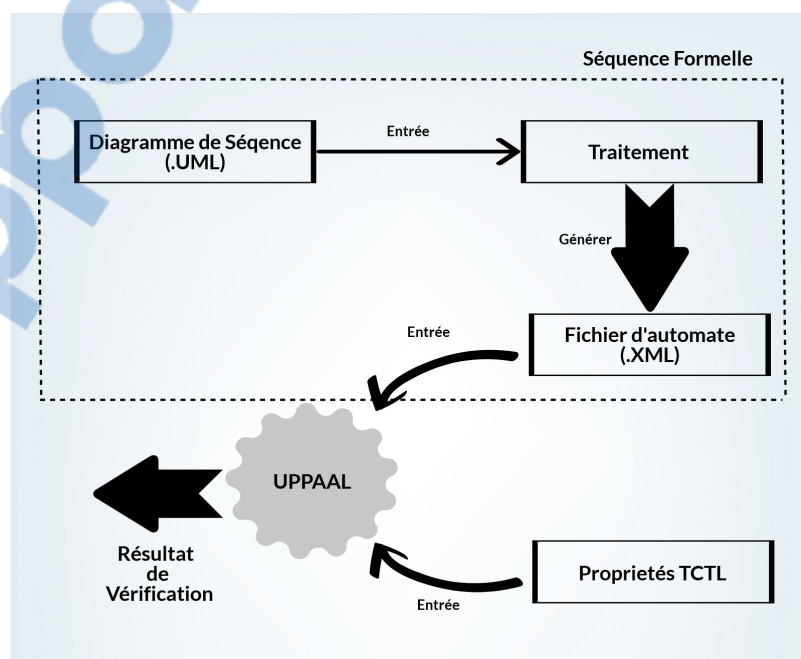 Séquence Formelle
Diagramme de Séqence
(.UML)
Entrée
Traitement
Générer
Entrée
Fichier d'automate
(.XML)
UPPAAL
Résultat
de
Vérification
Entrée
Proprietés TCTL